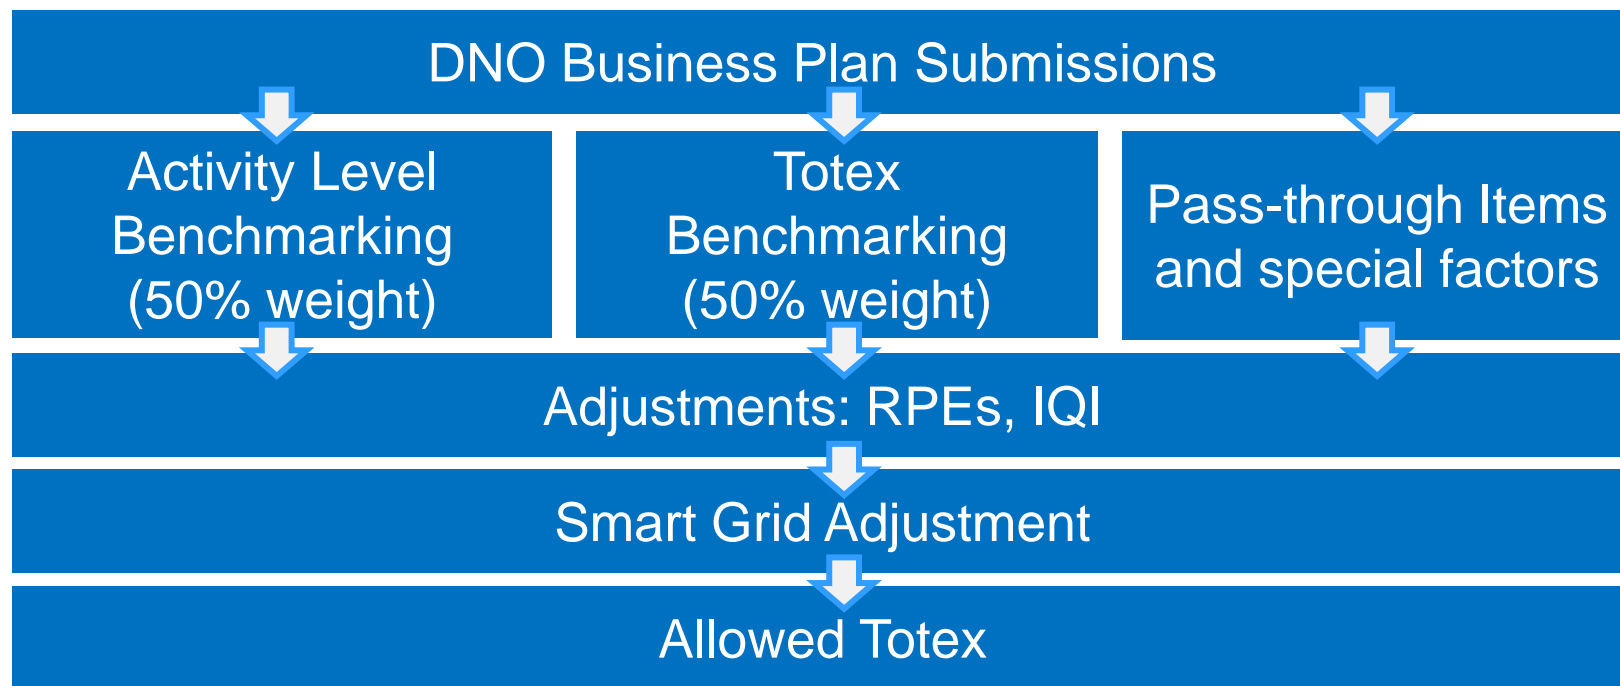 DNO Business Plan Submissions
Activity Level
Benchmarking
(50% weight)
Totex
Benchmarking
(50% weight)
Pass-through Items
and special factors
Adjustments: RPEs, IQI
Smart Grid Adjustment
Allowed Totex